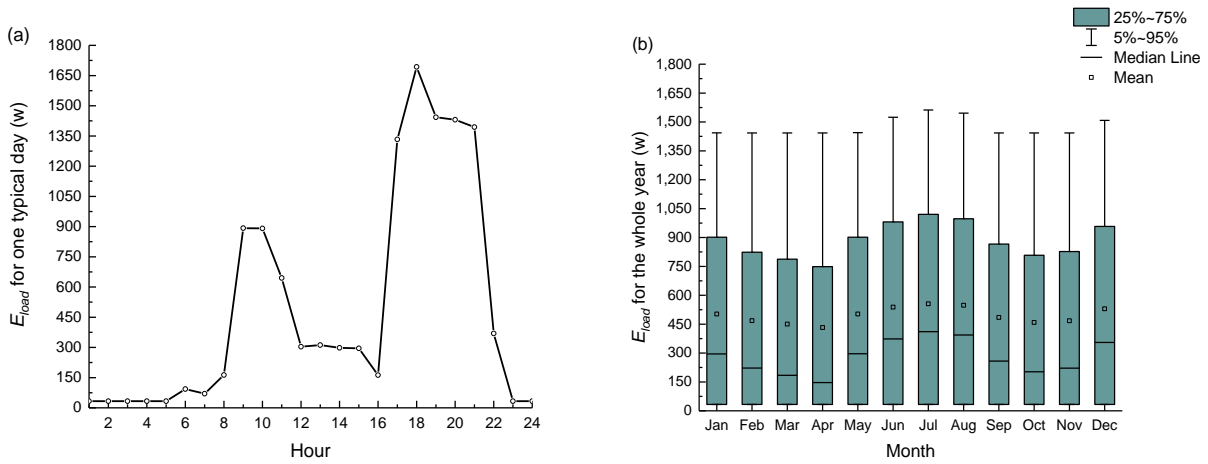 (a)
1800
1650
1500
1350
1200
1050
900
750
600
450
300
150
0
E_load for one typical day (w)
2 4 6 8 10 12 14 16 18 20 22 24
Hour
25%~75%
5%~95%
Median Line
Mean
(b)
1,800
1,650
1,500
1,350
1,200
1,050
900
750
600
450
300
150
0
E_load for the whole year (w)
Jan Feb Mar Apr May Jun Jul Aug Sep Oct Nov Dec
Month